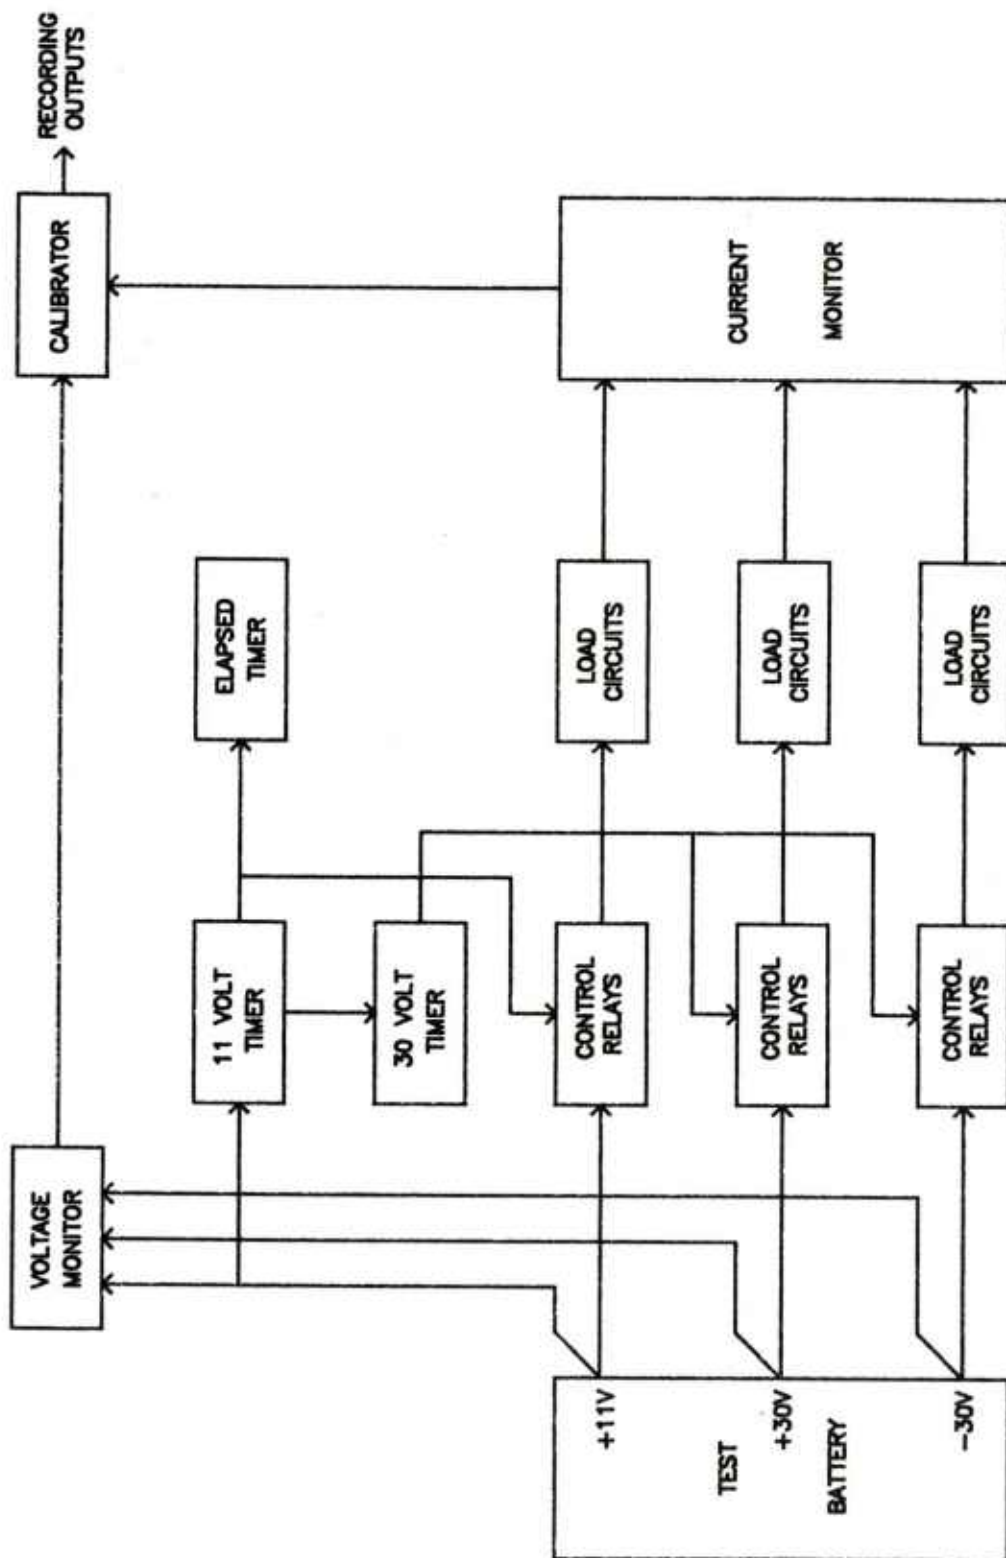 VOLTAGE
MONITOR
CALIBRATOR
RECORDING
OUTPUTS
11 VOLT
TIMER
ELAPSED
TIMER
30 VOLT
TIMER
TEST
BATTERY
+11V
+30V
-30V
CONTROL
RELAYS
LOAD
CIRCUITS
CONTROL
RELAYS
LOAD
CIRCUITS
CONTROL
RELAYS
LOAD
CIRCUITS
CURRENT
MONITOR